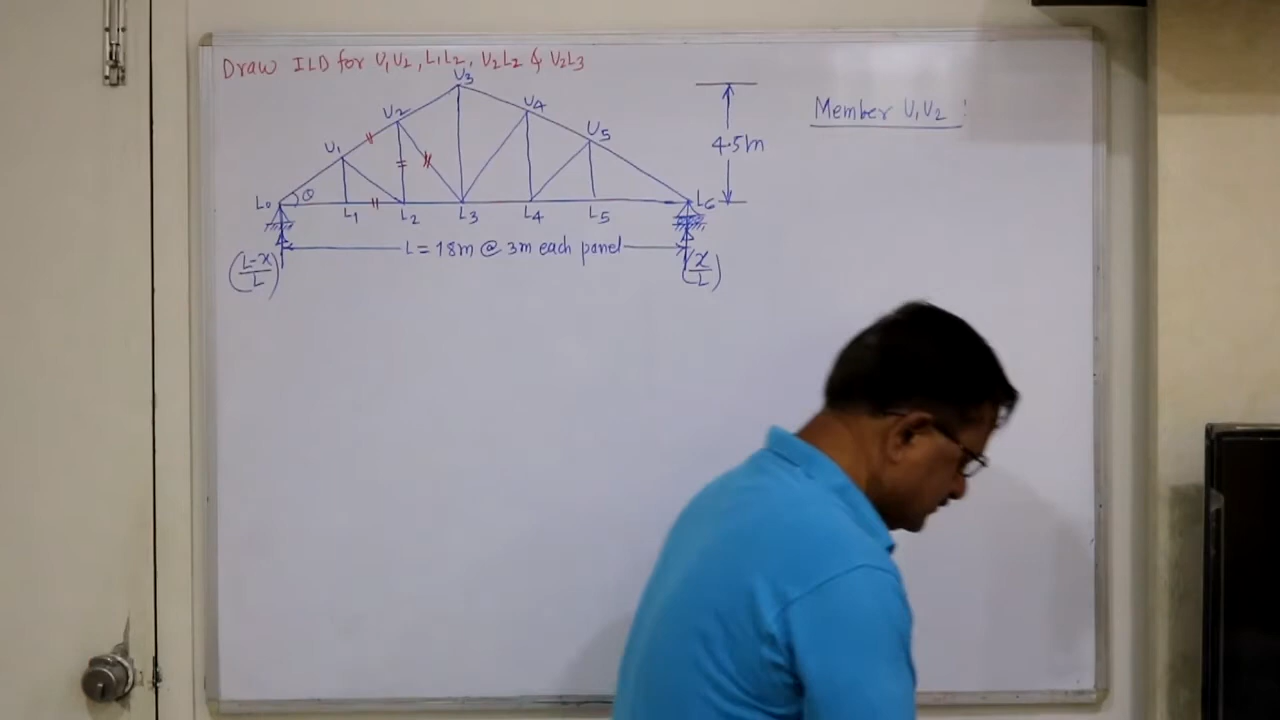 Draw ILD for U1U2, L1L2, U2L2 & U2L3
U3
U2
U4
U1
U5
4.5m
Member U1U2 :
L0
θ
L1
L2
L3
L4
L5
L6
L = 18m @ 3m each panel
(L-x/L)
(x/L)